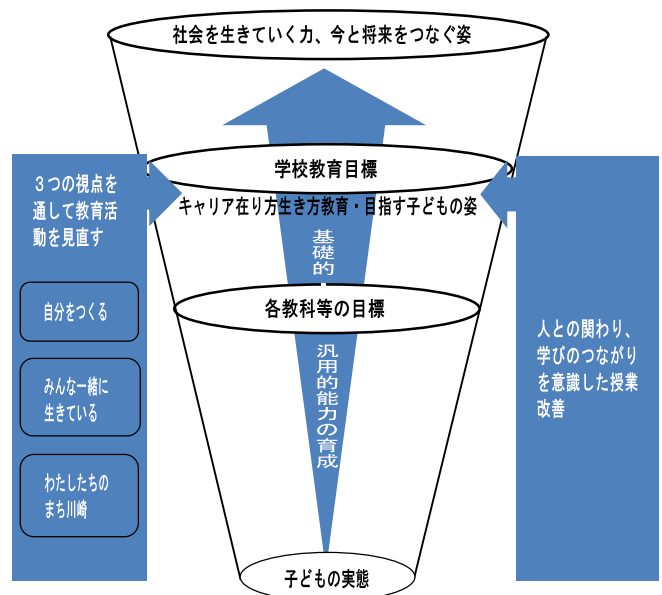 社会を生きていく力、今と将来をつなぐ姿
学校教育目標
キャリア在り方生き方教育・目指す子どもの姿
基礎的
各教科等の目標
汎用的能力の育成
子どもの実態
３つの視点を
通して教育活
動を見直す
自分をつくる
みんな一緒に
生きている
わたしたちの
まち川崎
人との関わり、
学びのつながり
を意識した授業
改善